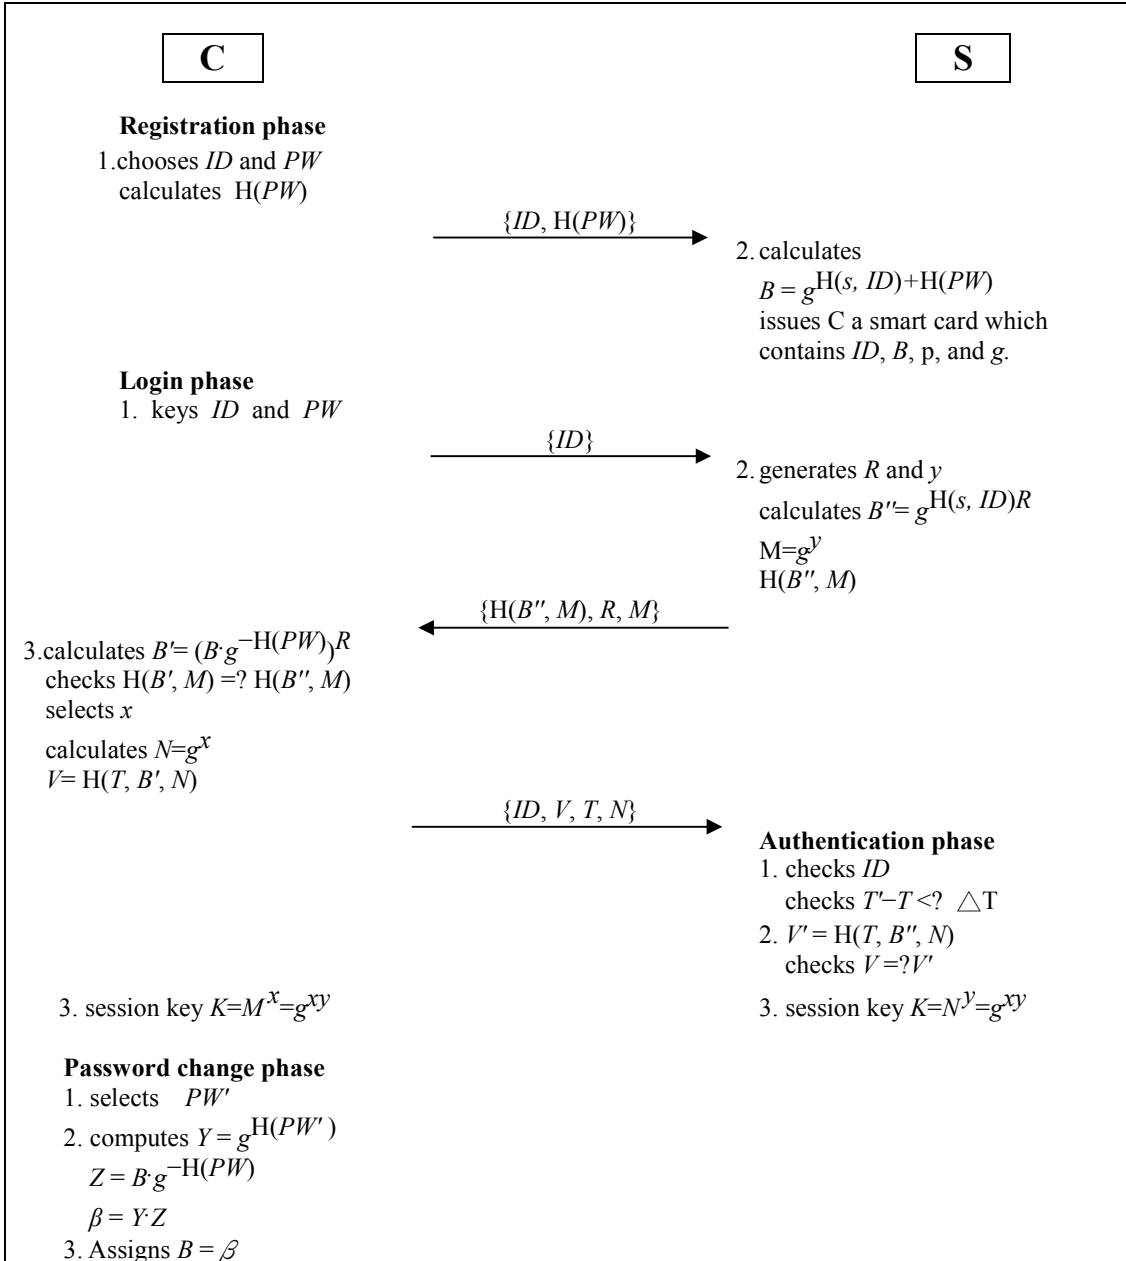 C
S
Registration phase
1.chooses ID and PW
calculates H(PW)
{ID, H(PW)}
2. calculates
B = g^{H(s, ID)+H(PW)}
issues C a smart card which
contains ID, B, p, and g.
Login phase
1. keys ID and PW
{ID}
2. generates R and y
calculates B''= g^{H(s, ID)R}
M=g^y
H(B'', M)
{H(B'', M), R, M}
3.calculates B'= (B·g^{−H(PW)})^R
checks H(B', M) =? H(B'', M)
selects x
calculates N=g^x
V= H(T, B', N)
{ID, V, T, N}
Authentication phase
1. checks ID
checks T'−T <? △T
2. V' = H(T, B'', N)
checks V =?V'
3. session key K=M^x=g^{xy}
3. session key K=N^y=g^{xy}
Password change phase
1. selects PW'
2. computes Y = g^{H(PW' )}
Z = B·g^{−H(PW)}
β = Y·Z
3. Assigns B = β